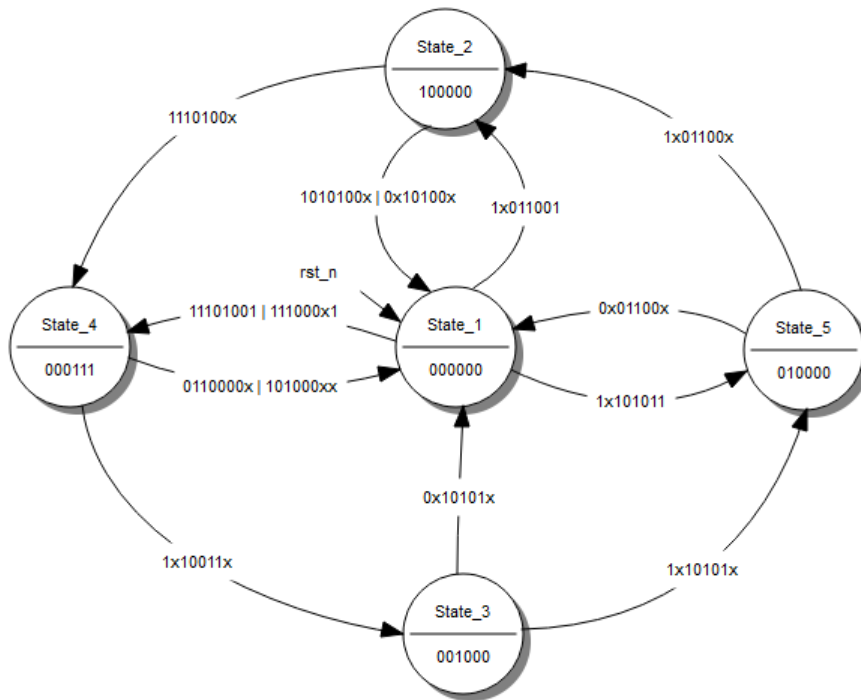 State_2
100000
1110100x
1x01100x
1010100x | 0x10100x
1x011001
rst_n
11101001 | 111000x1
0x01100x
State_4
000111
State_1
000000
State_5
010000
0110000x | 101000xx
1x101011
0x10101x
1x10011x
1x10101x
State_3
001000